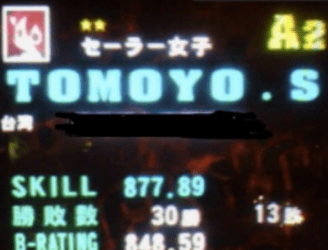 ★★ A2
セーラー女子
TOMOYO.S
台湾
SKILL 877.89
勝敗数 30勝 13敗
B-RATING 848.59